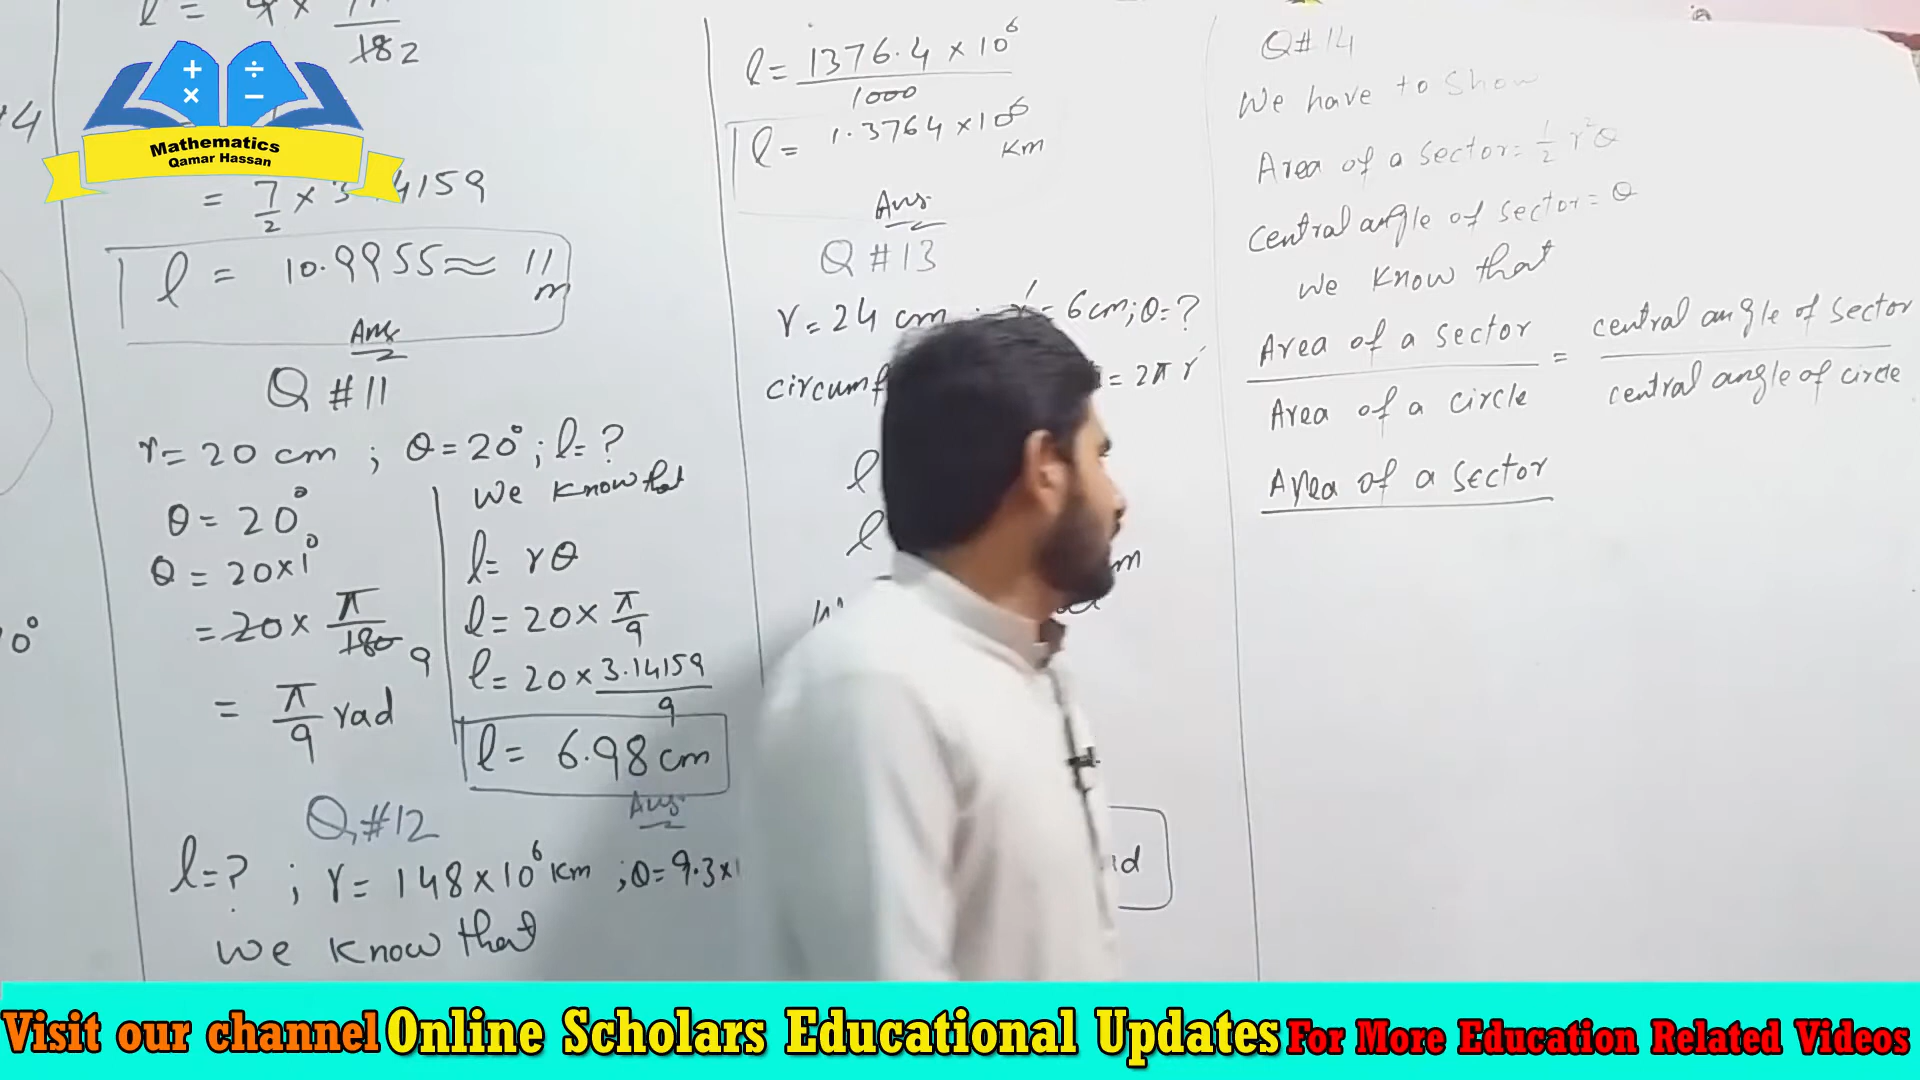 182
+ ÷
× −
Mathematics
Qamar Hassan
= 7/2 × 3 4159
l = 10.9955 ≈ 11 m
Ans
Q #11
r = 20 cm ; θ = 20° ; l = ?
θ = 20°
θ = 20×1°
= 20 × π/180 9
= π/9 rad
We know that
l = rθ
l = 20 × π/9
l = 20 × 3.14159/9
l = 6.98 cm
Ans
Q #12
l = ? ; r = 148×10⁶ km ; θ = 9.3×1
We know that
l = 1376.4 × 10⁶/1000
l = 1.3764 × 10⁶ Km
Ans
Q #13
r = 24 cm ; r' = 6 cm ; θ = ?
circumf = 2π r'
l
l m
Q# 14
We have to Show
Area of a sector = 1/2 r²θ
Central angle of sector = θ
We know that
Area of a sector/Area of a circle = central angle of sector/central angle of circle
Area of a sector
Visit our channel Online Scholars Educational Updates For More Education Related Videos